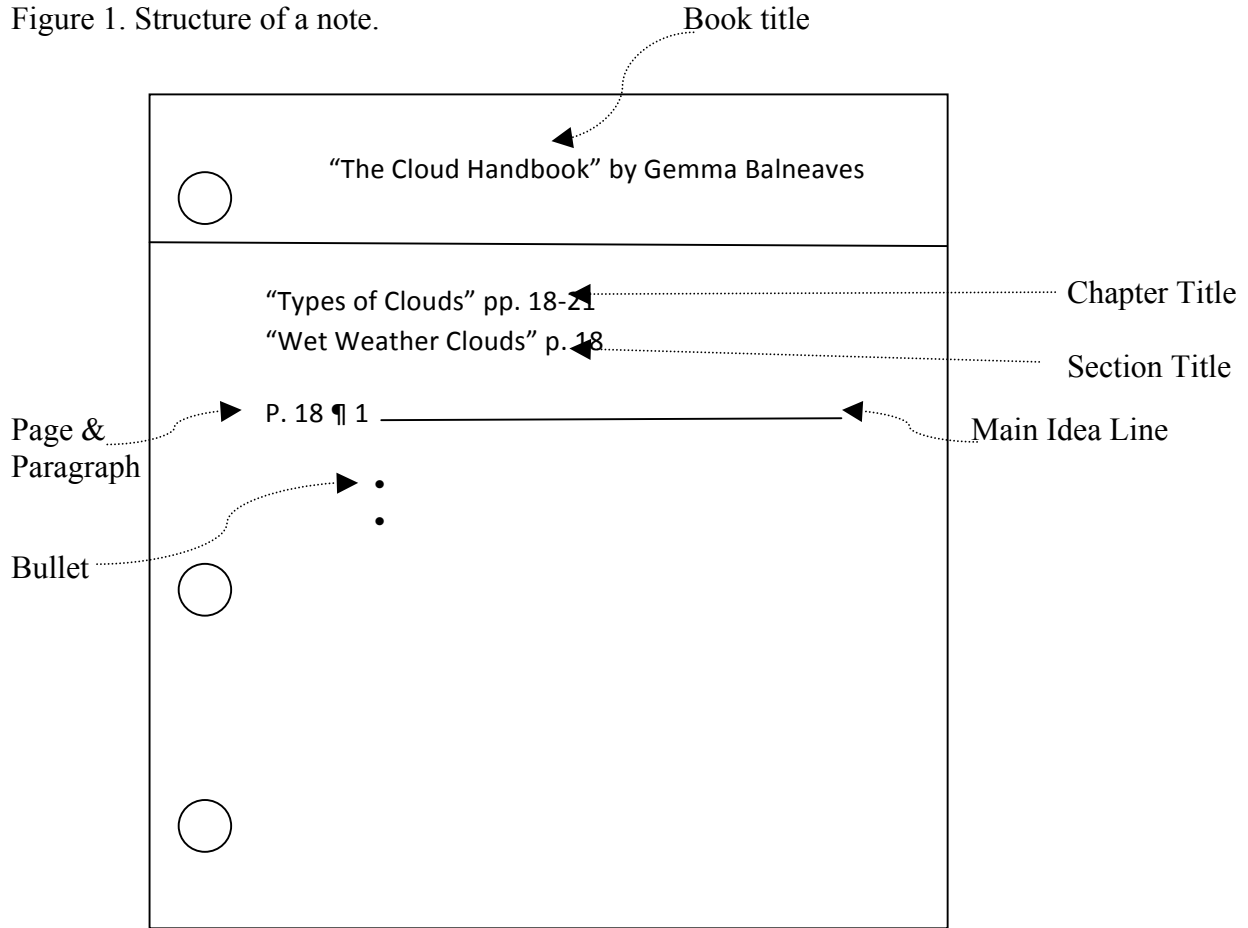 Figure 1. Structure of a note.
Book title
“The Cloud Handbook” by Gemma Balneaves
“Types of Clouds” pp. 18-21
Chapter Title
“Wet Weather Clouds” p. 18
Section Title
P. 18 ¶ 1
Page &
Paragraph
Main Idea Line
•
•
Bullet